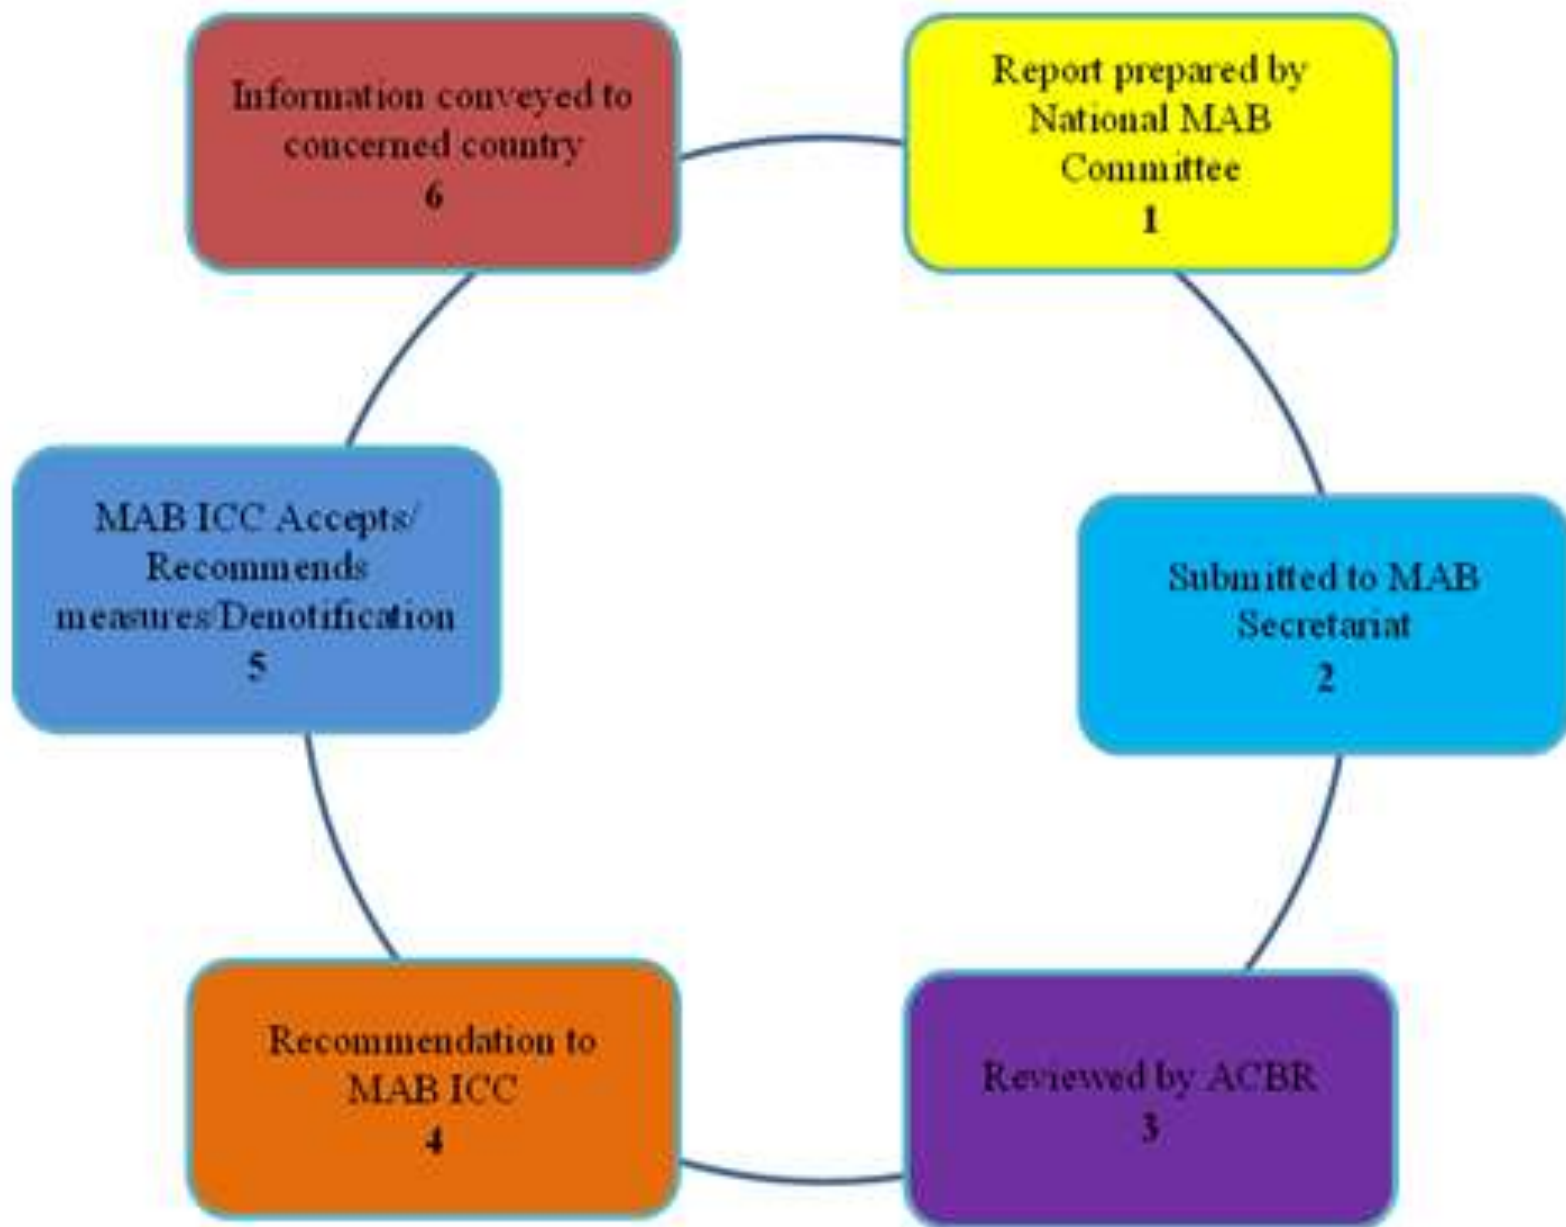 Information conveyed to
concerned country
6
Report prepared by
National MAB
Committee
1
MAB ICC Accepts/
Recommends
measures/Denotification
5
Submitted to MAB
Secretariat
2
Recommendation to
MAB ICC
4
Reviewed by ACBR
3